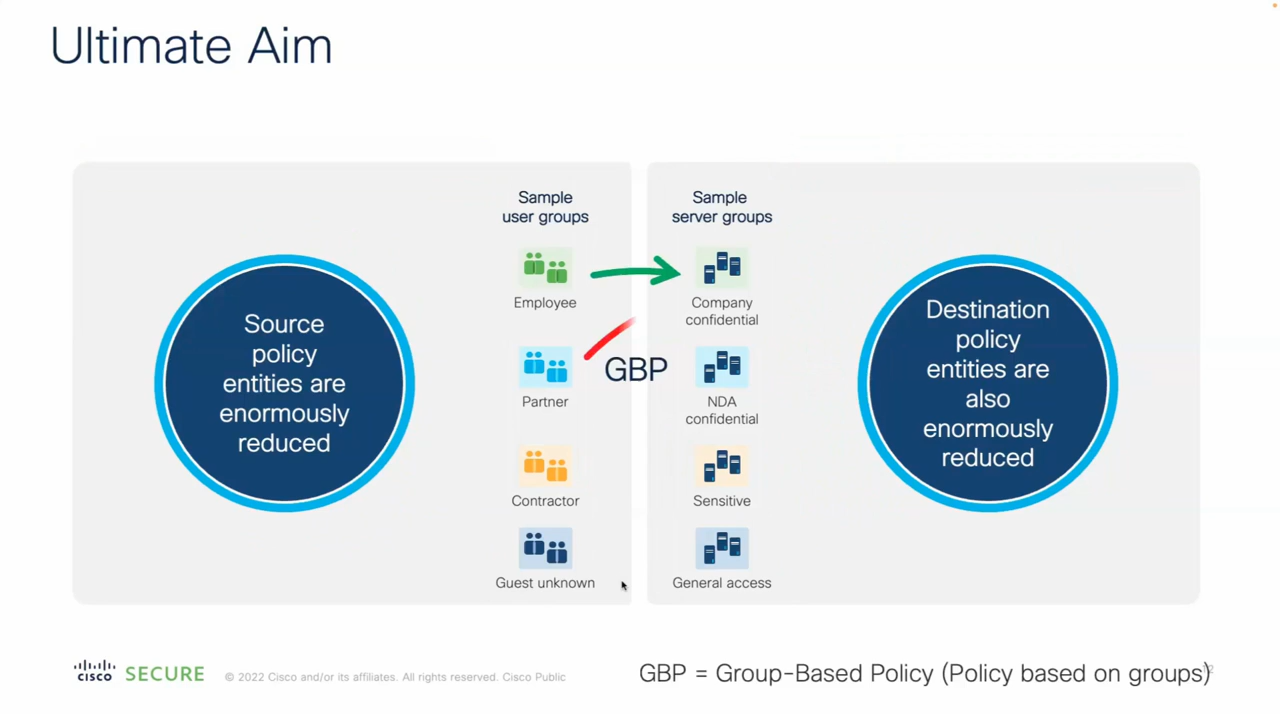 Ultimate Aim
Source
policy
entities are
enormously
reduced
Sample
user groups
Employee
Partner
Contractor
Guest unknown
GBP
Sample
server groups
Company
confidential
NDA
confidential
Sensitive
General access
Destination
policy
entities are
also
enormously
reduced
CISCO SECURE © 2022 Cisco and/or its affiliates. All rights reserved. Cisco Public
GBP = Group-Based Policy (Policy based on groups)